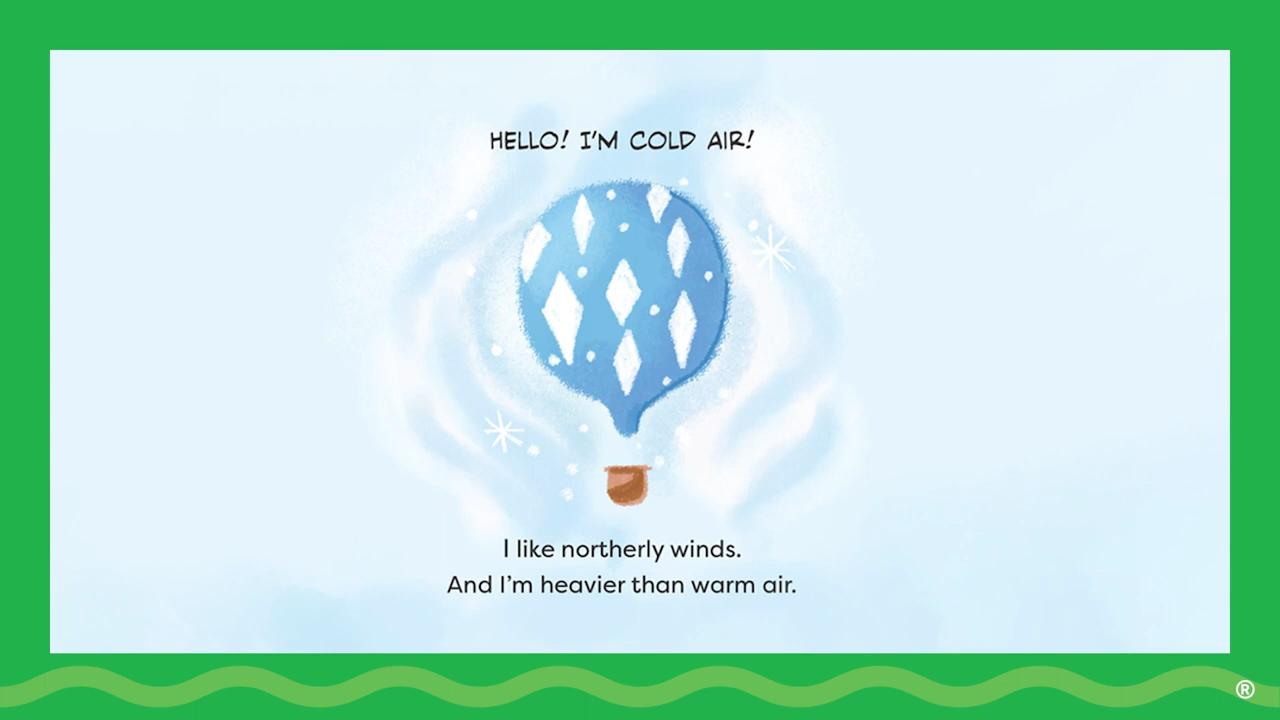 HELLO! I'M COLD AIR!
I like northerly winds.
And I'm heavier than warm air.
®